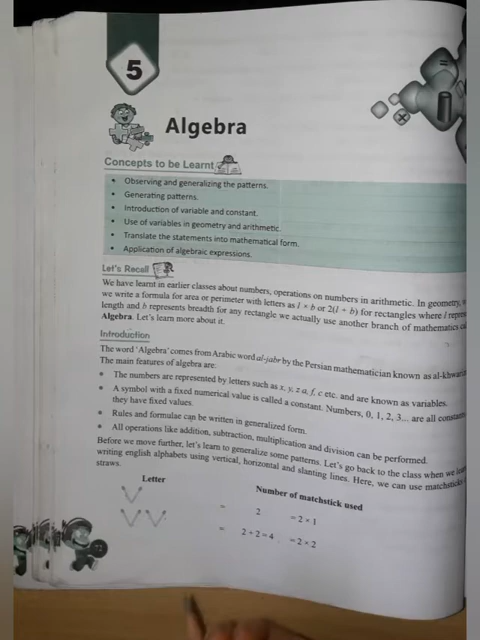 5
Algebra
Concepts to be Learnt
• Observing and generalizing the patterns.
• Generating patterns.
• Introduction of variable and constant.
• Use of variables in geometry and arithmetic.
• Translate the statements into mathematical form.
• Application of algebraic expressions.
Let's Recall
We have learnt in earlier classes about numbers, operations on numbers in arithmetic. In geometry,
we write a formula for area or perimeter with letters as l × b or 2(l + b) for rectangles where l
length and b represents breadth for any rectangle we actually use another branch of mathematics
Algebra. Let's learn more about it.
Introduction
The word 'Algebra' comes from Arabic word al-jabr by the Persian mathematician known as
The main features of algebra are:
• The numbers are represented by letters such as x, y, z a, f, c etc. and are known as variables.
• A symbol with a fixed numerical value is called a constant. Numbers, 0, 1, 2, 3... are all
they have fixed values.
• Rules and formulae can be written in generalized form.
• All operations like addition, subtraction, multiplication and division can be performed.
Before we move further, let's learn to generalize some patterns. Let's go back to the class when we
writing english alphabets using vertical, horizontal and slanting lines. Here, we can use matchsticks
straws.
Letter Number of matchstick used
= 2 = 2 × 1
= 2 + 2 = 4 = 2 × 2